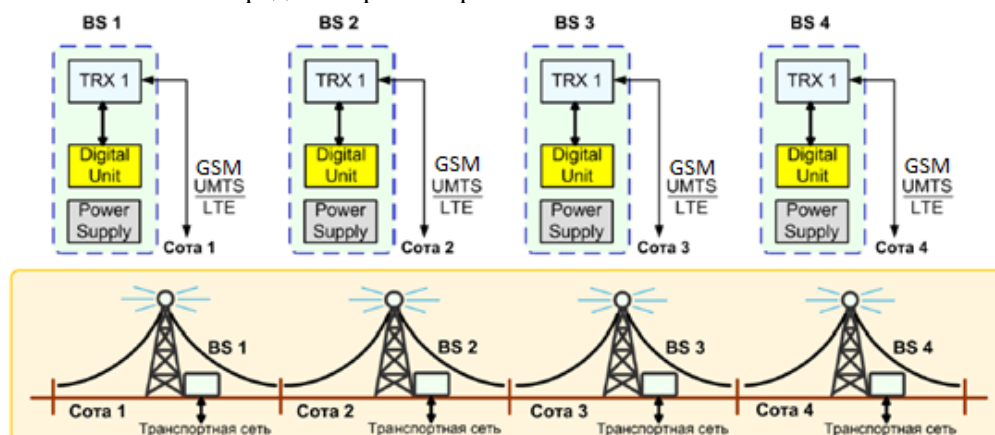 BS 1
BS 2
BS 3
BS 4
TRX 1
TRX 1
TRX 1
TRX 1
Digital
Unit
GSM
UMTS
LTE
Digital
Unit
GSM
UMTS
LTE
Digital
Unit
GSM
UMTS
LTE
Digital
Unit
GSM
UMTS
LTE
Power
Supply
Сота 1
Power
Supply
Сота 2
Power
Supply
Сота 3
Power
Supply
Сота 4
BS 1
BS 2
BS 3
BS 4
Сота 1
Сота 2
Сота 3
Сота 4
Транспортная сеть
Транспортная сеть
Транспортная сеть
Транспортная сеть